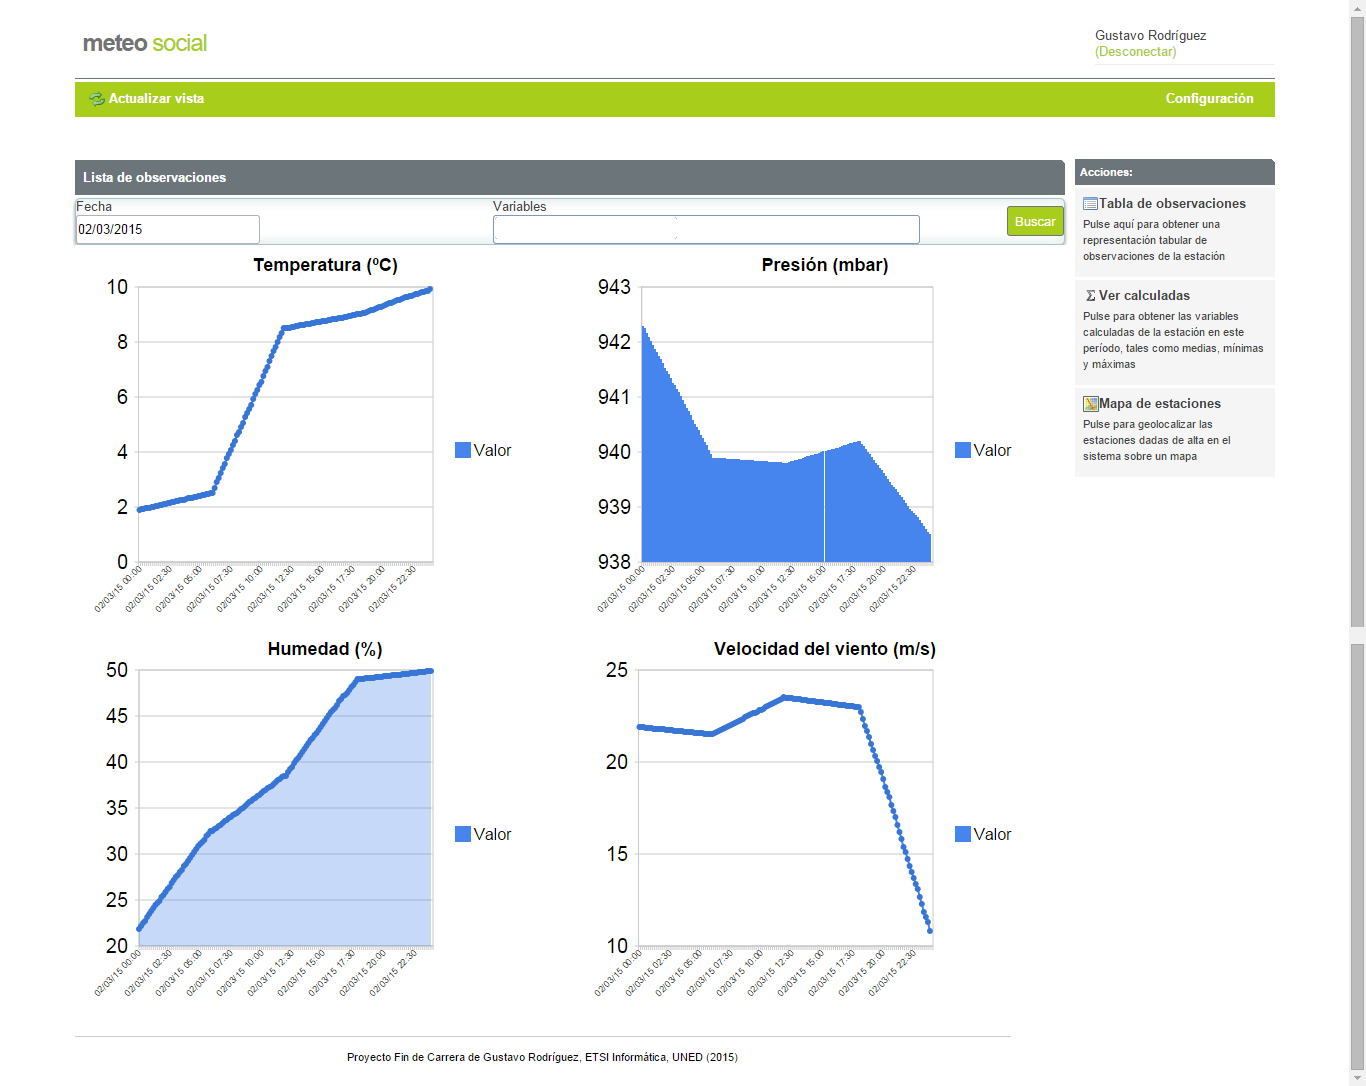 meteo social
Gustavo Rodríguez
(Desconectar)
Actualizar vista
Configuración
Lista de observaciones
Fecha
Variables
02/03/2015
Buscar
Acciones:
Tabla de observaciones
Pulse aquí para obtener una
representación tabular de
observaciones de la estación
Ver calculadas
Pulse para obtener las variables
calculadas de la estación en este
período, tales como medias, mínimas
y máximas
Mapa de estaciones
Pulse para geolocalizar las
estaciones dadas de alta en el
sistema sobre un mapa
Temperatura (ºC)
10
8
6
4
2
0
Valor
02/03/15 00:00
02/03/15 02:30
02/03/15 05:00
02/03/15 07:30
02/03/15 10:00
02/03/15 12:30
02/03/15 15:00
02/03/15 17:30
02/03/15 20:00
02/03/15 22:30
Presión (mbar)
943
942
941
940
939
938
Valor
02/03/15 00:00
02/03/15 02:30
02/03/15 05:00
02/03/15 07:30
02/03/15 10:00
02/03/15 12:30
02/03/15 15:00
02/03/15 17:30
02/03/15 20:00
02/03/15 22:30
Humedad (%)
50
45
40
35
30
25
20
Valor
02/03/15 00:00
02/03/15 02:30
02/03/15 05:00
02/03/15 07:30
02/03/15 10:00
02/03/15 12:30
02/03/15 15:00
02/03/15 17:30
02/03/15 20:00
02/03/15 22:30
Velocidad del viento (m/s)
25
20
15
10
Valor
02/03/15 00:00
02/03/15 02:30
02/03/15 05:00
02/03/15 07:30
02/03/15 10:00
02/03/15 12:30
02/03/15 15:00
02/03/15 17:30
02/03/15 20:00
02/03/15 22:30
Proyecto Fin de Carrera de Gustavo Rodríguez, ETSI Informática, UNED (2015)